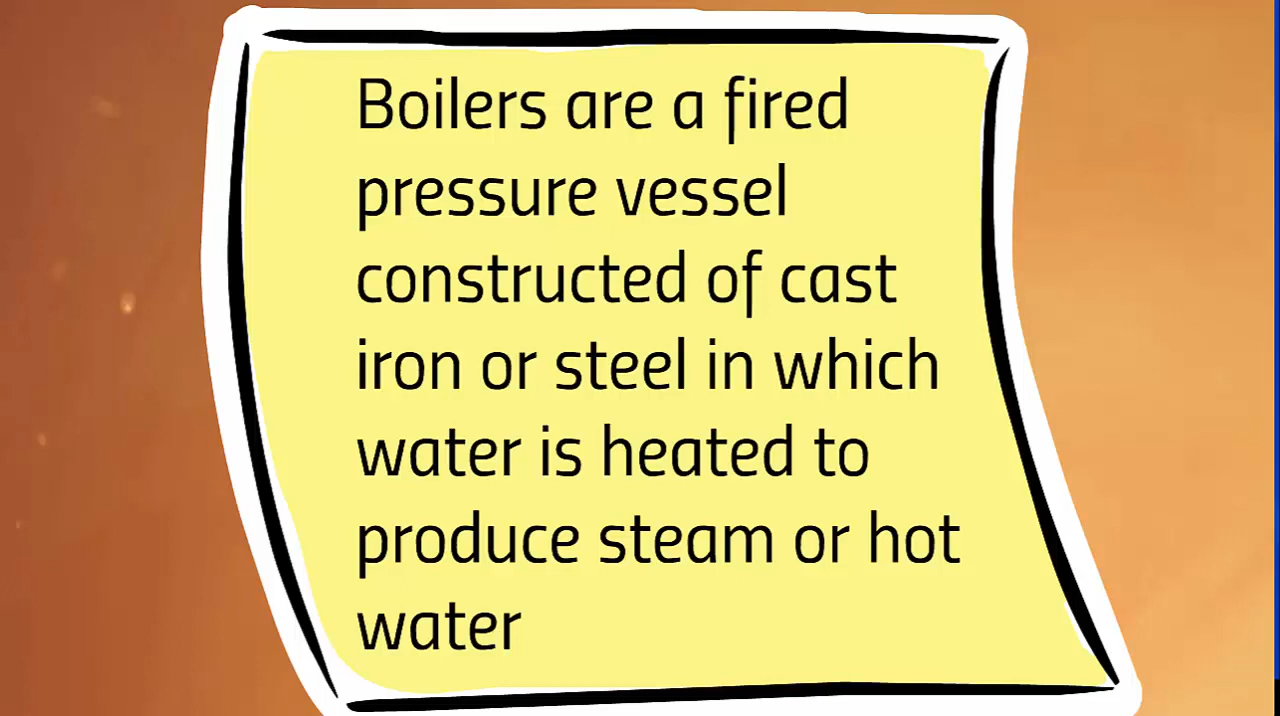 Boilers are a fired
pressure vessel
constructed of cast
iron or steel in which
water is heated to
produce steam or hot
water